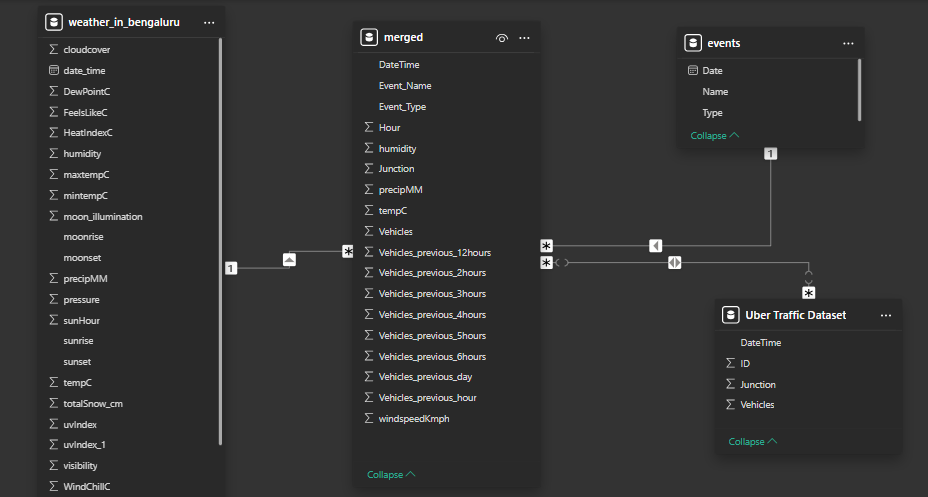 weather_in_bengaluru
cloudcover
date_time
DewPointC
FeelsLikeC
HeatIndexC
humidity
maxtempC
mintempC
moon_illumination
moonrise
moonset
precipMM
pressure
sunHour
sunrise
sunset
tempC
totalSnow_cm
uvIndex
uvIndex_1
visibility
WindChillC
1
*
merged
DateTime
Event_Name
Event_Type
Hour
humidity
Junction
precipMM
tempC
Vehicles
Vehicles_previous_12hours
Vehicles_previous_2hours
Vehicles_previous_3hours
Vehicles_previous_4hours
Vehicles_previous_5hours
Vehicles_previous_6hours
Vehicles_previous_day
Vehicles_previous_hour
windspeedKmph
Collapse
events
Date
Name
Type
Collapse
1
*
*
*
Uber Traffic Dataset
DateTime
ID
Junction
Vehicles
Collapse